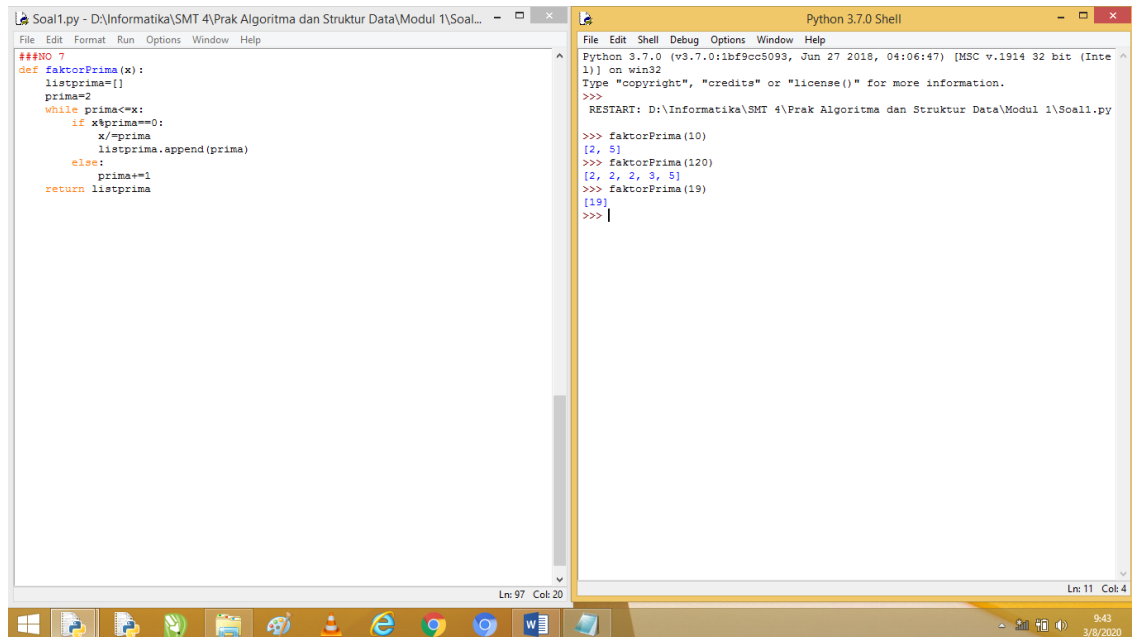 Soal1.py - D:\Informatika\SMT 4\Prak Algoritma dan Struktur Data\Modul 1\Soal...
File Edit Format Run Options Window Help
###NO 7
def faktorPrima(x):
    listprima=[]
    prima=2
    while prima<=x:
        if x%prima==0:
            x/=prima
            listprima.append(prima)
        else:
            prima+=1
    return listprima
Ln: 97 Col: 20
Python 3.7.0 Shell
File Edit Shell Debug Options Window Help
Python 3.7.0 (v3.7.0:1bf9cc5093, Jun 27 2018, 04:06:47) [MSC v.1914 32 bit (Inte
l)] on win32
Type "copyright", "credits" or "license()" for more information.
>>>
 RESTART: D:\Informatika\SMT 4\Prak Algoritma dan Struktur Data\Modul 1\Soal1.py
>>> faktorPrima(10)
[2, 5]
>>> faktorPrima(120)
[2, 2, 2, 3, 5]
>>> faktorPrima(19)
[19]
>>>
Ln: 11 Col: 4
9:43
3/8/2020